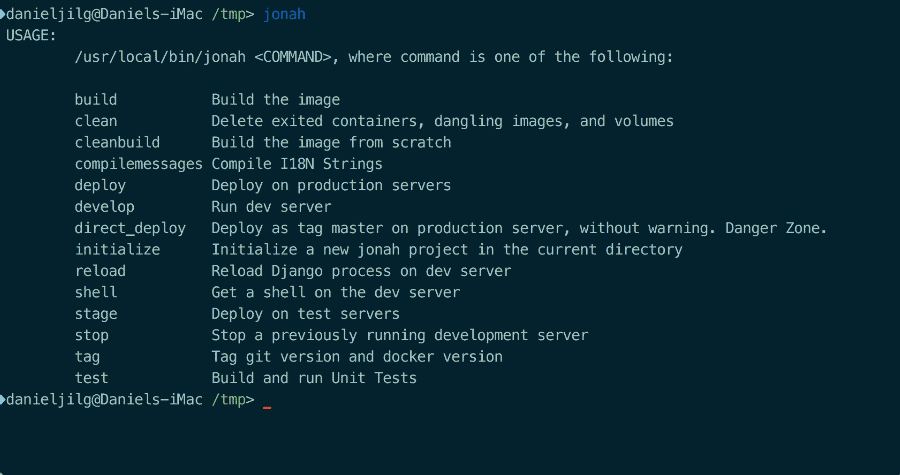 danieljilg@Daniels-iMac /tmp> jonah
USAGE:
/usr/local/bin/jonah <COMMAND>, where command is one of the following:
build Build the image
clean Delete exited containers, dangling images, and volumes
cleanbuild Build the image from scratch
compilemessages Compile I18N Strings
deploy Deploy on production servers
develop Run dev server
direct_deploy Deploy as tag master on production server, without warning. Danger Zone.
initialize Initialize a new jonah project in the current directory
reload Reload Django process on dev server
shell Get a shell on the dev server
stage Deploy on test servers
stop Stop a previously running development server
tag Tag git version and docker version
test Build and run Unit Tests
danieljilg@Daniels-iMac /tmp> _